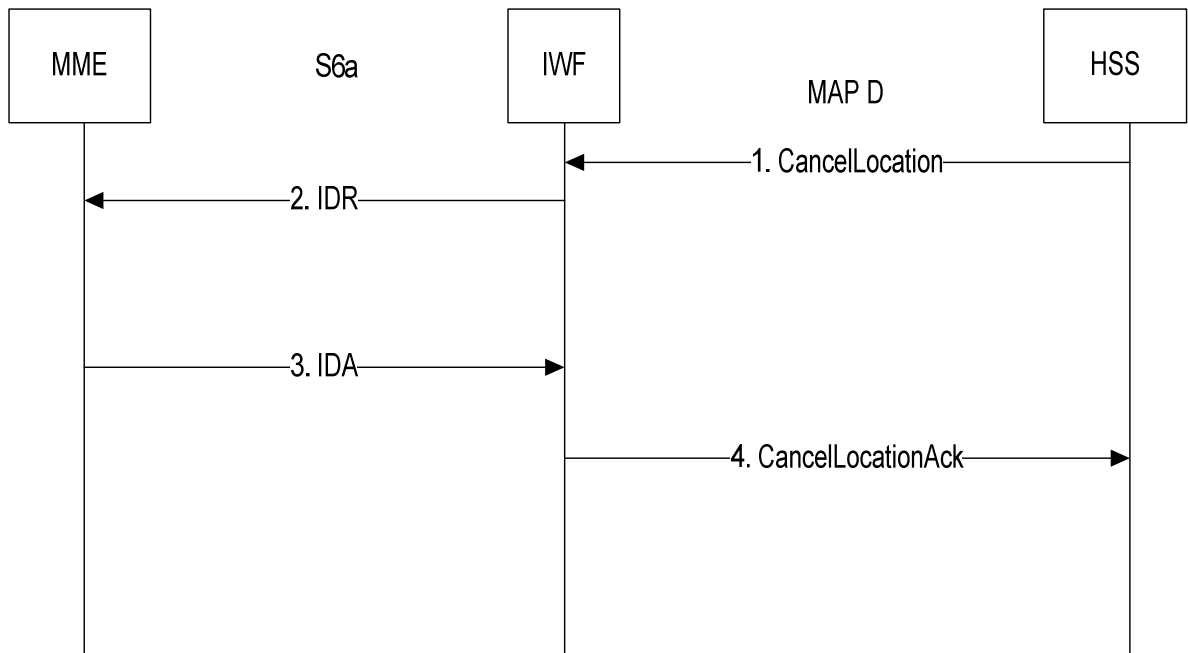 MME
S6a
IWF
MAP D
HSS
1. CancelLocation
2. IDR
3. IDA
4. CancelLocationAck